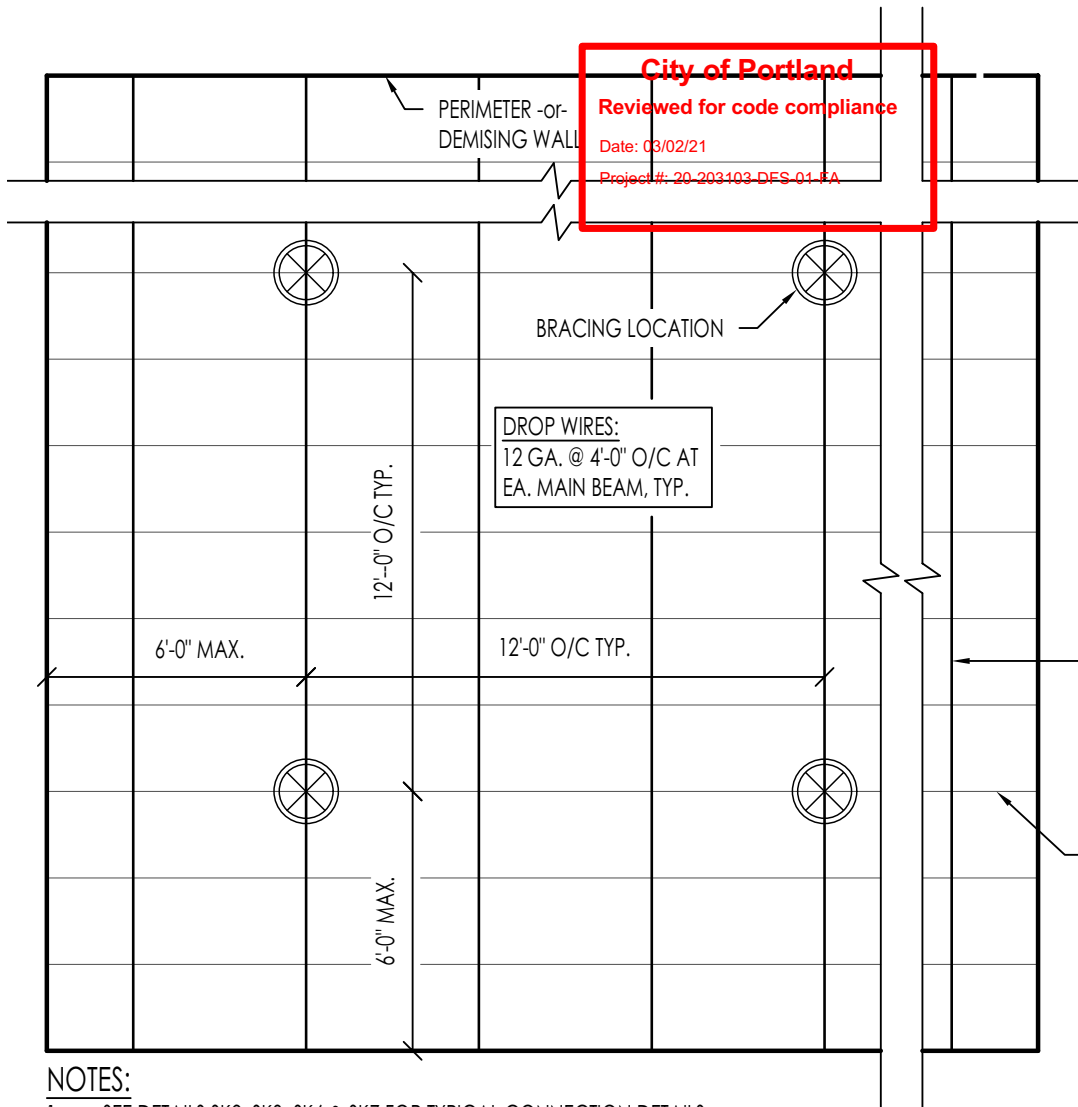 City of Portland
Reviewed for code compliance
Date: 03/02/21
Project #: 20-203103-DFS-01-FA
PERIMETER -or-
DEMISING WALL
BRACING LOCATION
DROP WIRES:
12 GA. @ 4'-0" O/C AT
EA. MAIN BEAM, TYP.
12'--0" O/C TYP.
6'-0" MAX.
12'-0" O/C TYP.
6'-0" MAX.
NOTES: